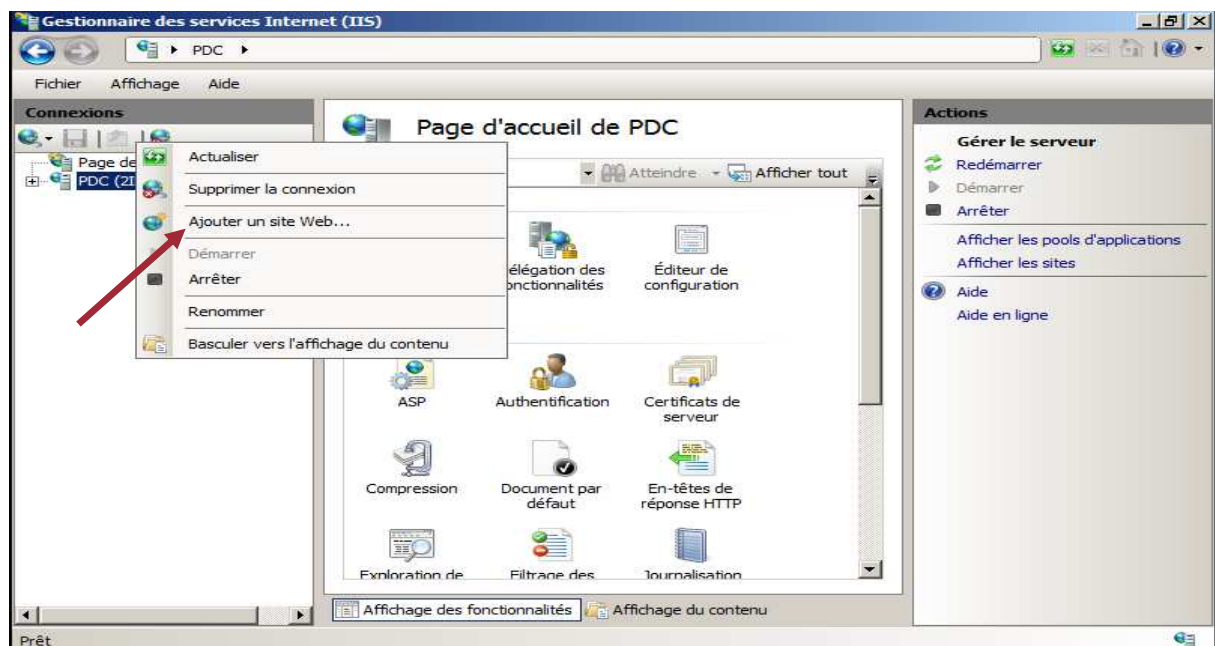 Gestionnaire des services Internet (IIS)
PDC
Fichier Affichage Aide
Connexions
Page de
PDC (2I
Actualiser
Supprimer la connexion
Ajouter un site Web...
Démarrer
Arrêter
Renommer
Basculer vers l'affichage du contenu
Page d'accueil de PDC
Atteindre Afficher tout
élégation des
onctionnalités
Éditeur de
configuration
ASP
Authentification
Certificats de
serveur
Compression
Document par
défaut
En-têtes de
réponse HTTP
Exploration de
Filtrage des
Journalisation
Affichage des fonctionnalités Affichage du contenu
Actions
Gérer le serveur
Redémarrer
Démarrer
Arrêter
Afficher les pools d'applications
Afficher les sites
Aide
Aide en ligne
Prêt